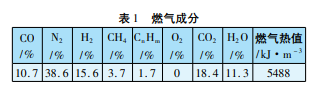 表 1 燃气成分
CO N₂ H₂ CH₄ CₙHₘ O₂ CO₂ H₂O 燃气热值
/% /% /% /% /% /% /% /% /kJ·m⁻³
10.7 38.6 15.6 3.7 1.7 0 18.4 11.3 5488